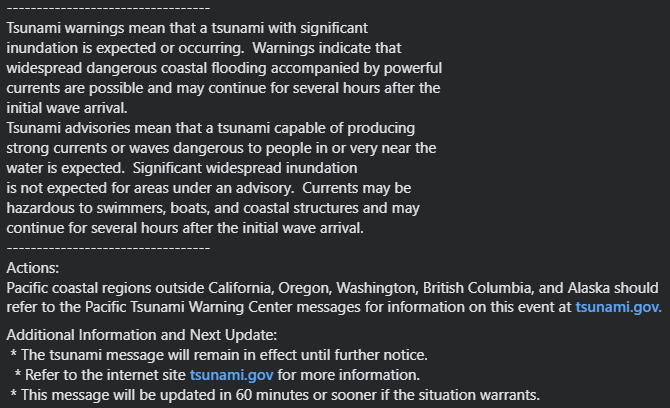 ----------------------------------
Tsunami warnings mean that a tsunami with significant
inundation is expected or occurring.  Warnings indicate that
widespread dangerous coastal flooding accompanied by powerful
currents are possible and may continue for several hours after the
initial wave arrival.
Tsunami advisories mean that a tsunami capable of producing
strong currents or waves dangerous to people in or very near the
water is expected.  Significant widespread inundation
is not expected for areas under an advisory.  Currents may be
hazardous to swimmers, boats, and coastal structures and may
continue for several hours after the initial wave arrival.
----------------------------------
Actions:
Pacific coastal regions outside California, Oregon, Washington, British Columbia, and Alaska should
refer to the Pacific Tsunami Warning Center messages for information on this event at tsunami.gov.
Additional Information and Next Update:
* The tsunami message will remain in effect until further notice.
* Refer to the internet site tsunami.gov for more information.
* This message will be updated in 60 minutes or sooner if the situation warrants.